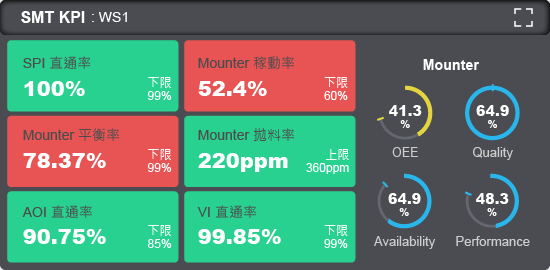 SMT KPI : WS1
SPI 直通率
100%
下限
99%
Mounter 稼動率
52.4%
下限
60%
Mounter 平衡率
78.37%
下限
99%
Mounter 拋料率
220ppm
上限
360ppm
AOI 直通率
90.75%
下限
85%
VI 直通率
99.85%
下限
99%
Mounter
41.3
%
OEE
64.9
%
Quality
64.9
%
Availability
48.3
%
Performance